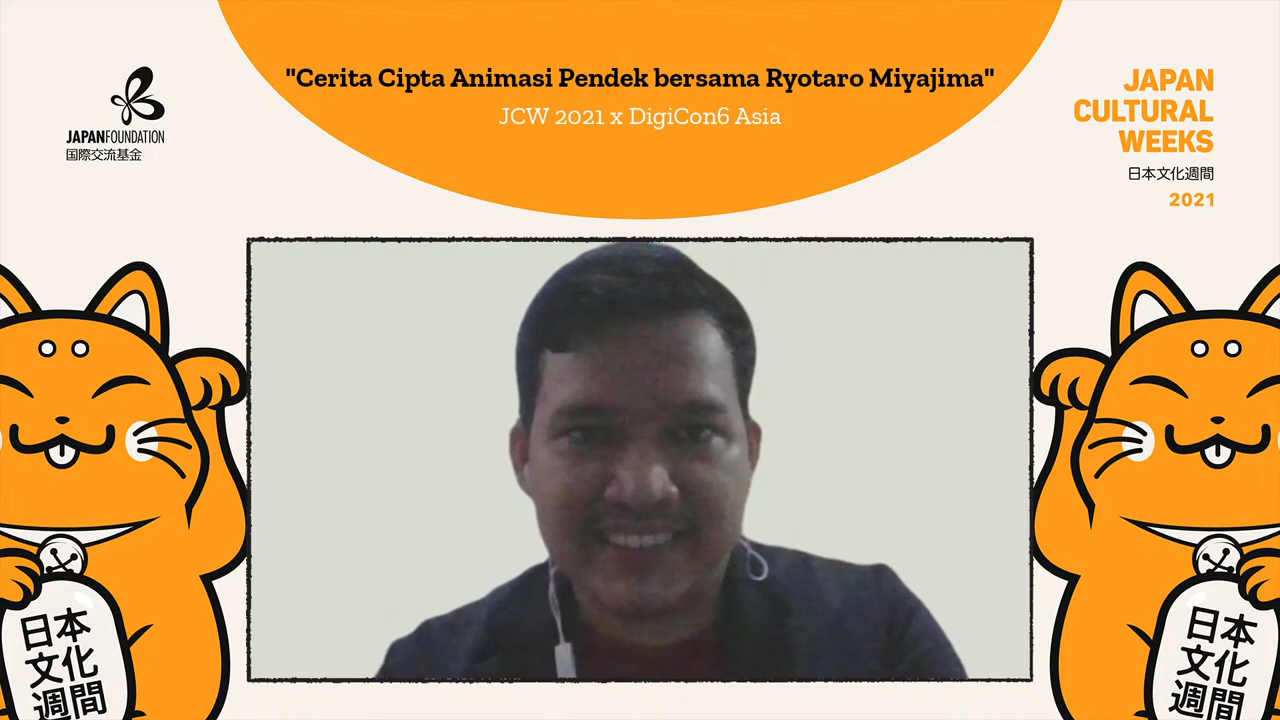 "Cerita Cipta Animasi Pendek bersama Ryotaro Miyajima"
JCW 2021 x DigiCon6 Asia
JAPANFOUNDATION
国際交流基金
JAPAN
CULTURAL
WEEKS
日本文化週間
2021
日本
文化
週間
日本
文化
週間